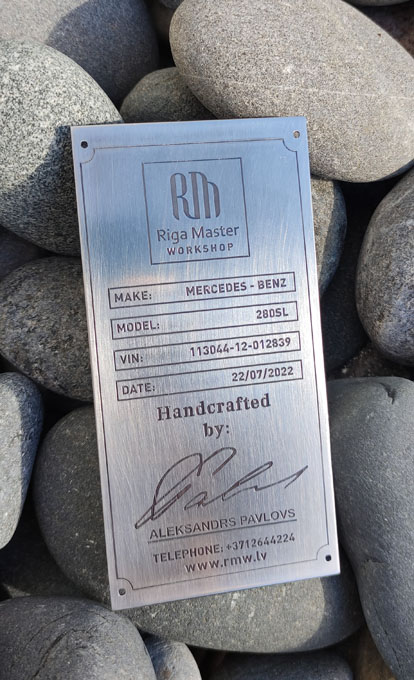 RM
Riga Master
WORKSHOP
MAKE: MERCEDES - BENZ
MODEL: 280SL
VIN: 113044-12-012839
DATE: 22/07/2022
Handcrafted
by:
ALEKSANDRS PAVLOVS
TELEPHONE: +3712644224
www.rmw.lv